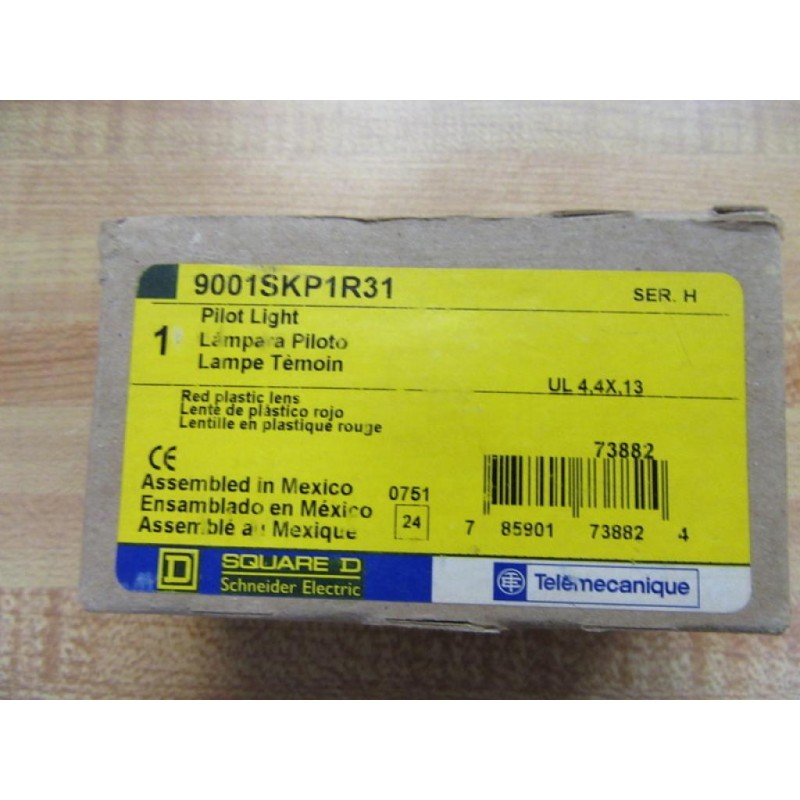 9001SKP1R31
SER. H
1
Pilot Light
Lámpara Piloto
Lampe Tèmoin
UL 4,4X,13
Red plastic lens
Lente de plàstico rojo
Lentille en plastique rouge
CE
Assembled in Mexico
Ensamblado en México
Assemblé au Mexique
0751
24
73882
7 85901 73882 4
D SQUARE D
Schneider Electric
Telemecanique